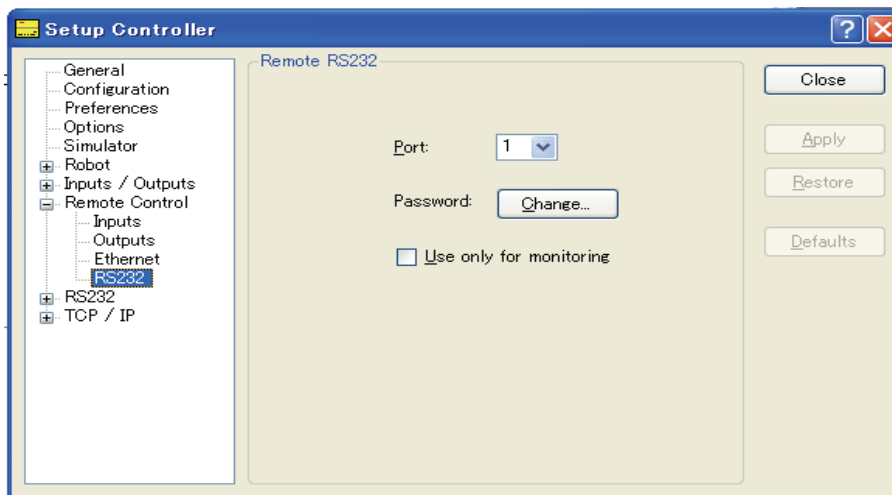 Setup Controller
General
Configuration
Preferences
Options
Simulator
Robot
Inputs / Outputs
Remote Control
Inputs
Outputs
Ethernet
RS232
RS232
TCP / IP
Remote RS232
Port: 1
Password: Change...
Use only for monitoring
Close
Apply
Restore
Defaults